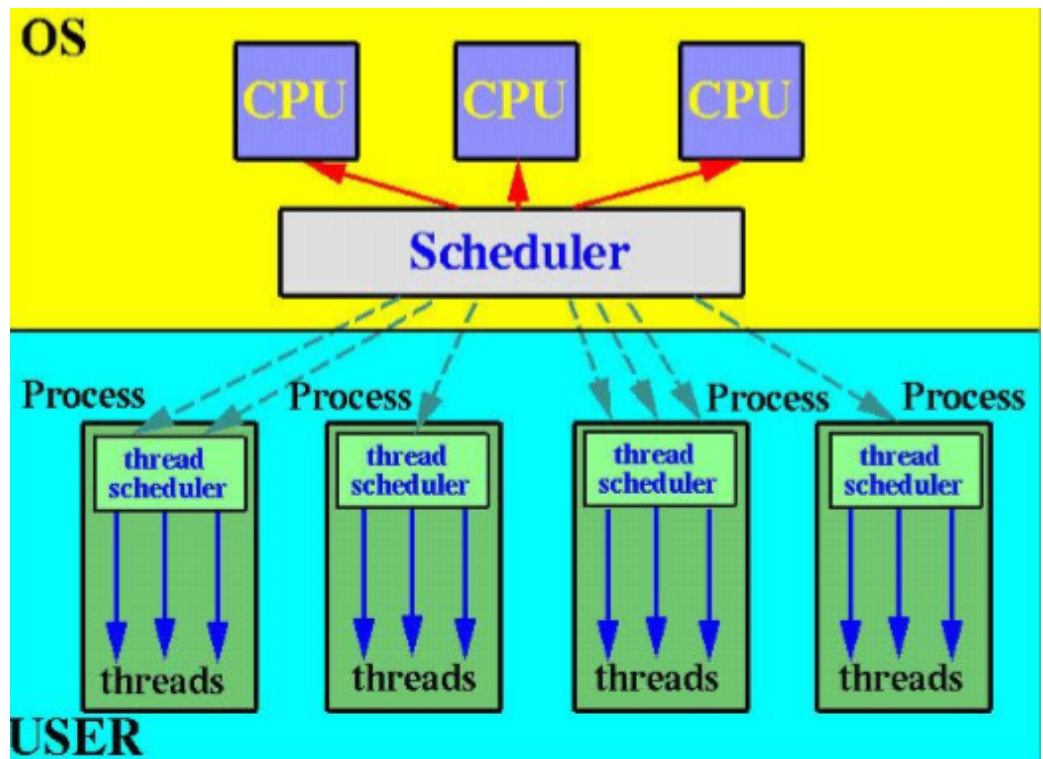 OS
CPU CPU CPU
Scheduler
Process Process Process Process
thread thread thread thread
scheduler scheduler scheduler scheduler
threads threads threads threads
USER